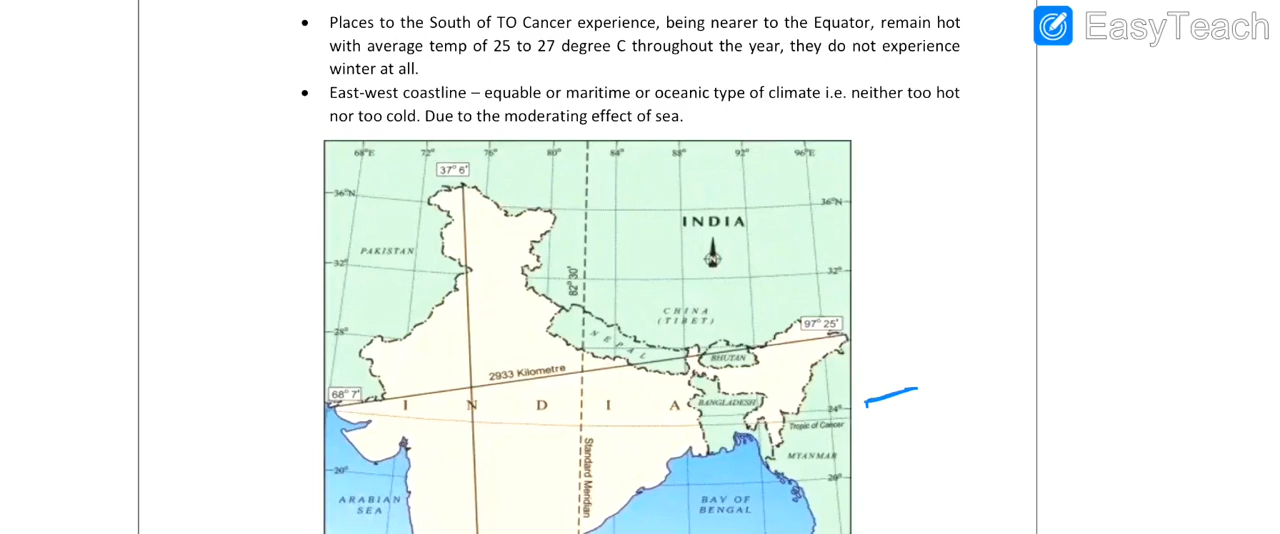 • Places to the South of TO Cancer experience, being nearer to the Equator, remain hot
with average temp of 25 to 27 degree C throughout the year, they do not experience
winter at all.
• East-west coastline – equable or maritime or oceanic type of climate i.e. neither too hot
nor too cold. Due to the moderating effect of sea.
EasyTeach
68°E 72° 76° 80° 84° 88° 92° 96°E
37° 6'
36°N 36°N
INDIA
PAKISTAN
32° 32°
82° 30'
CHINA
(TIBET)
97° 25'
28°
NEPAL
BHUTAN
2933 Kilometre
68° 7'
I N D I A
BANGLADESH
24°
Tropic of Cancer
Standard Meridian
MYANMAR
20° 20°
ARABIAN
SEA
BAY OF
BENGAL